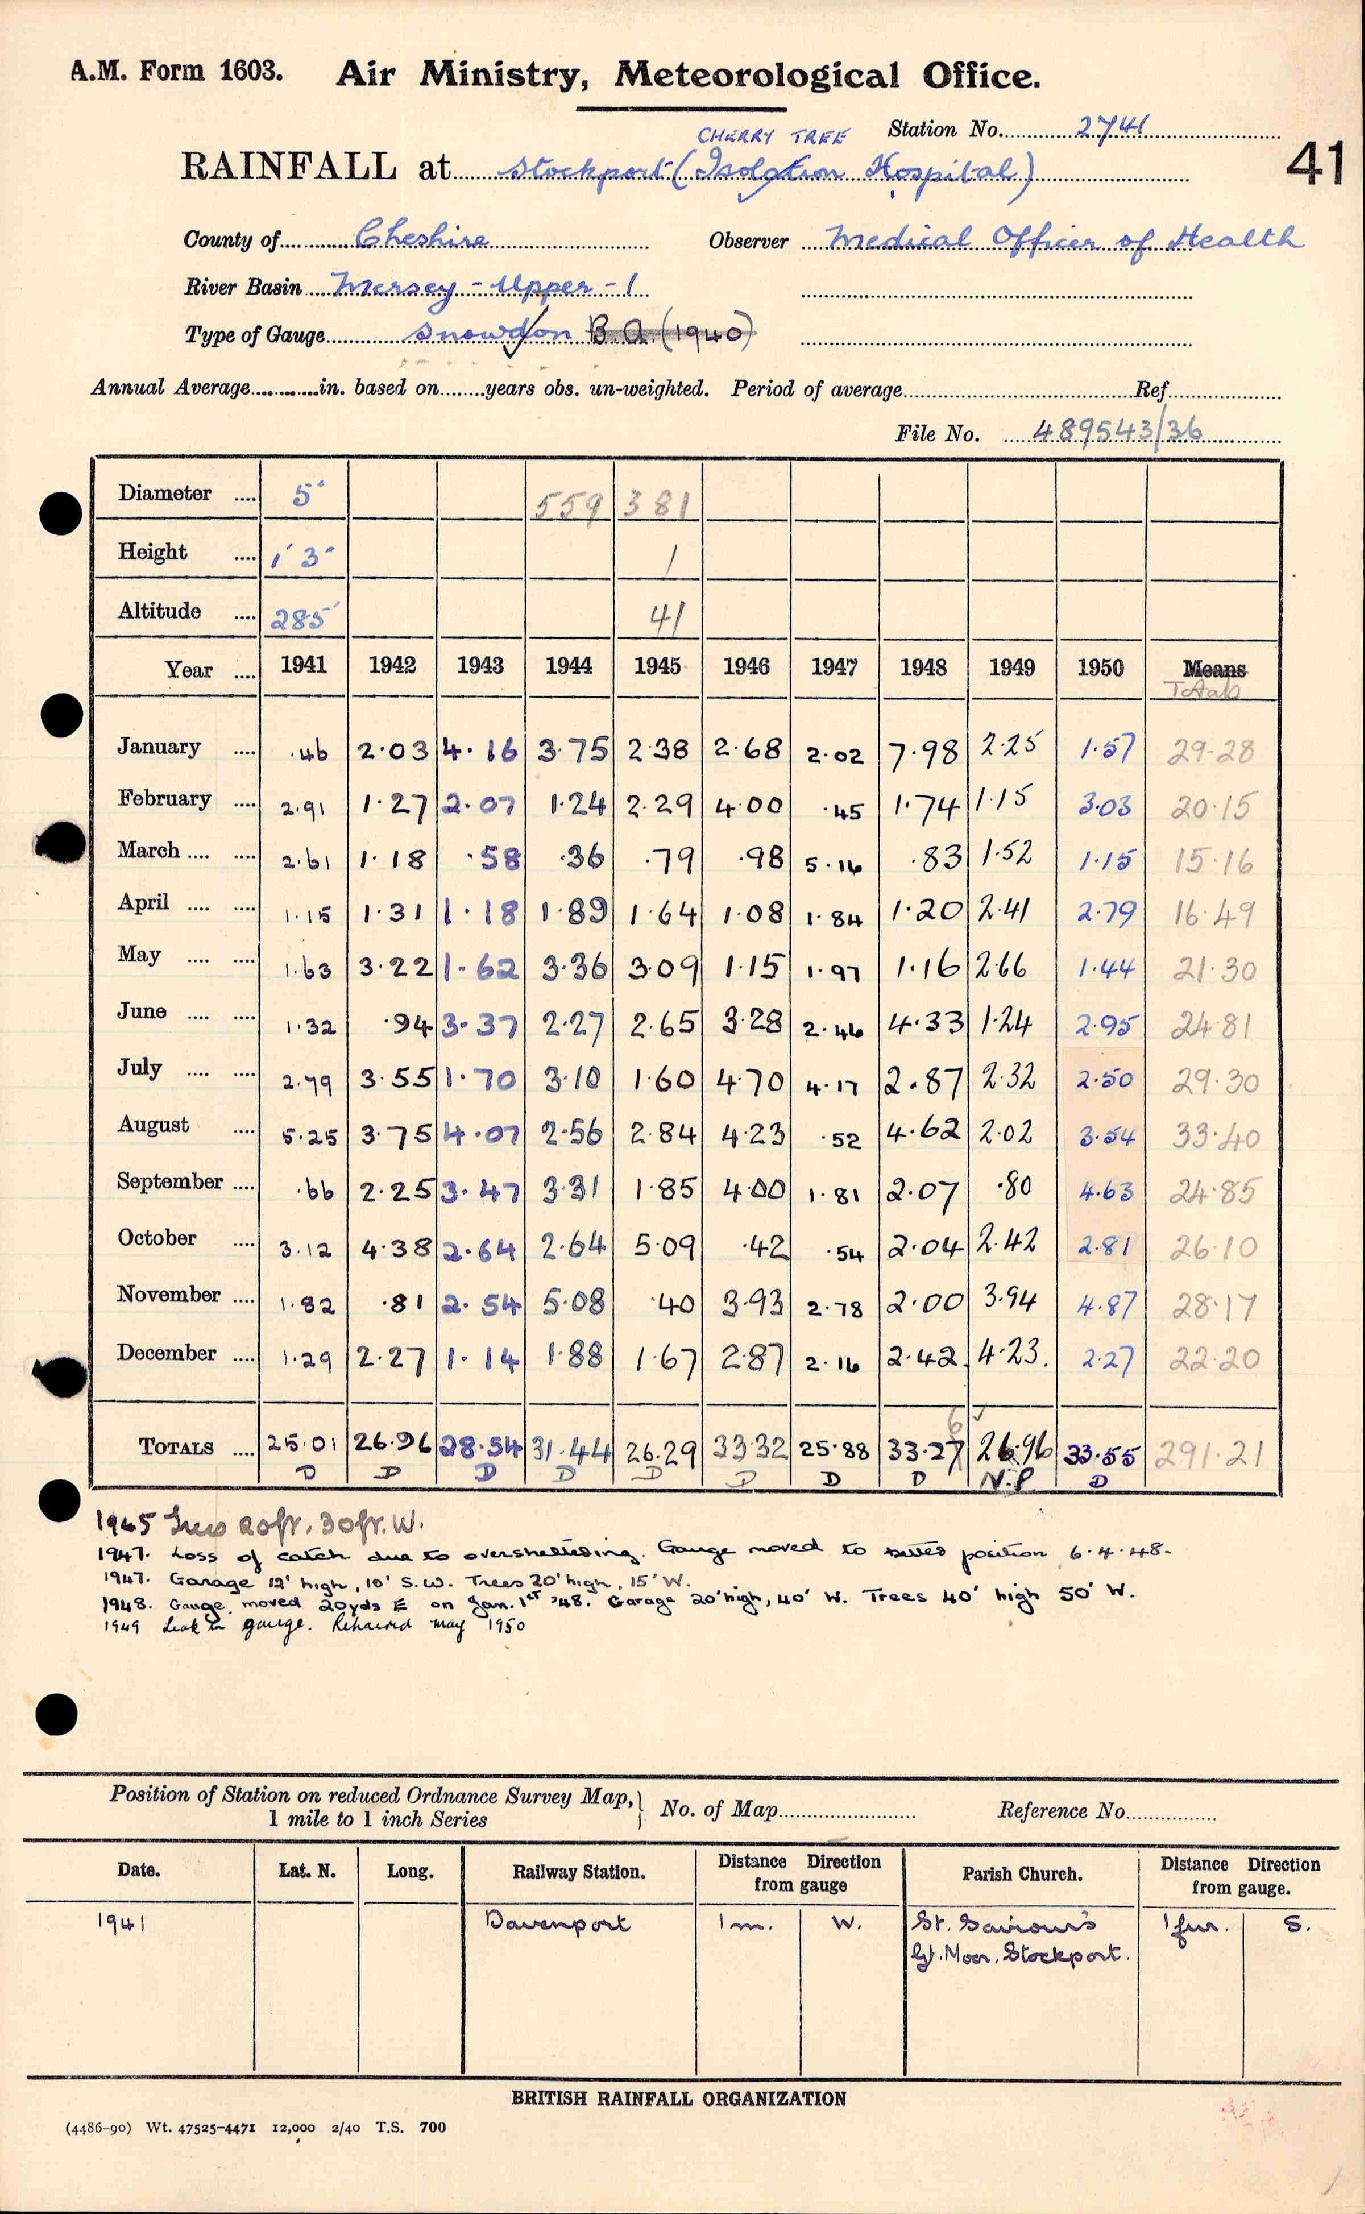 A.M. Form 1603. Air Ministry, Meteorological Office.
Station No. 2741
41
CHERRY TREE
RAINFALL at Stockport (Isolation Hospital)
County of Cheshire Observer Medical Officer of Health
River Basin Mersey - Upper - 1
Type of Gauge Snowdon B A (1940)
Annual Average in. based on years obs. un-weighted. Period of average Ref
File No. 489543/36
Diameter 5" 559 381
Height 1' 3" 1
Altitude 285' 41
Year 1941 1942 1943 1944 1945 1946 1947 1948 1949 1950 Means
Totals
January .46 2.03 4.16 3.75 2.38 2.68 2.02 7.98 2.25 1.57 29.28
February 2.91 1.27 2.07 1.24 2.29 4.00 .45 1.74 1.15 3.03 20.15
March 2.61 1.18 .58 .36 .79 .98 5.16 .83 1.52 1.15 15.16
April 1.15 1.31 1.18 1.89 1.64 1.08 1.84 1.20 2.41 2.79 16.49
May 1.63 3.22 1.62 3.36 3.09 1.15 1.97 1.16 2.66 1.44 21.30
June 1.32 .94 3.37 2.27 2.65 3.28 2.46 4.33 1.24 2.95 24.81
July 2.79 3.55 1.70 3.10 1.60 4.70 4.17 2.87 2.32 2.50 29.30
August 5.25 3.75 4.07 2.56 2.84 4.23 .52 4.62 2.02 3.54 33.40
September .66 2.25 3.47 3.31 1.85 4.00 1.81 2.07 .80 4.63 24.85
October 3.12 4.38 2.64 2.64 5.09 .42 .54 2.04 2.42 2.81 26.10
November 1.82 .81 2.54 5.08 .40 3.93 2.78 2.00 3.94 4.87 28.17
December 1.29 2.27 1.14 1.88 1.67 2.87 2.16 2.42 4.23 2.27 22.20
6
TOTALS 25.01 26.96 28.54 31.44 26.29 33.32 25.88 33.27 26.96 33.55 291.21
D D D D D D D D N.P D
1945 Trees 20ft, 30ft. W.
1947. Loss of catch due to oversheltering. Gauge moved to better position 6.4.48.
1947. Garage 12' high, 10' S.W. Trees 20' high, 15' W.
1948. Gauge moved 20yds E on Jan. 1st '48. Garage 20' high, 40' W. Trees 40' high 50' W.
1949 Leak in gauge. Repaired May 1950
Position of Station on reduced Ordnance Survey Map, 1 mile to 1 inch Series } No. of Map Reference No.
Date. Lat. N. Long. Railway Station. Distance Direction from gauge Parish Church. Distance Direction from gauge.
1941 Davenport 1 m. W. St. Saviour's 1 fur. S.
Gt. Moor, Stockport.
BRITISH RAINFALL ORGANIZATION
(4486-90) Wt. 47525-4471 12,000 2/40 T.S. 700